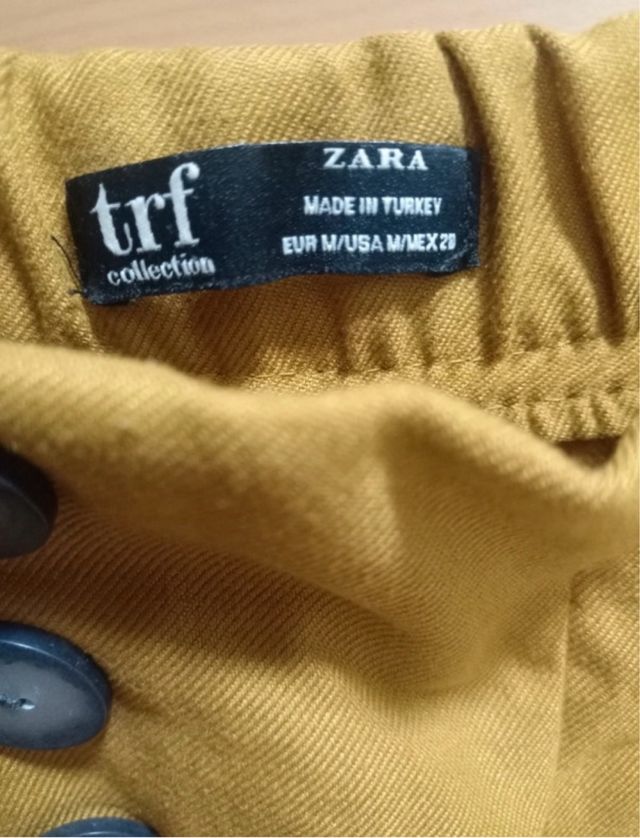 trf
collection
ZARA
MADE IN TURKEY
EUR M/USA M/MEX 28